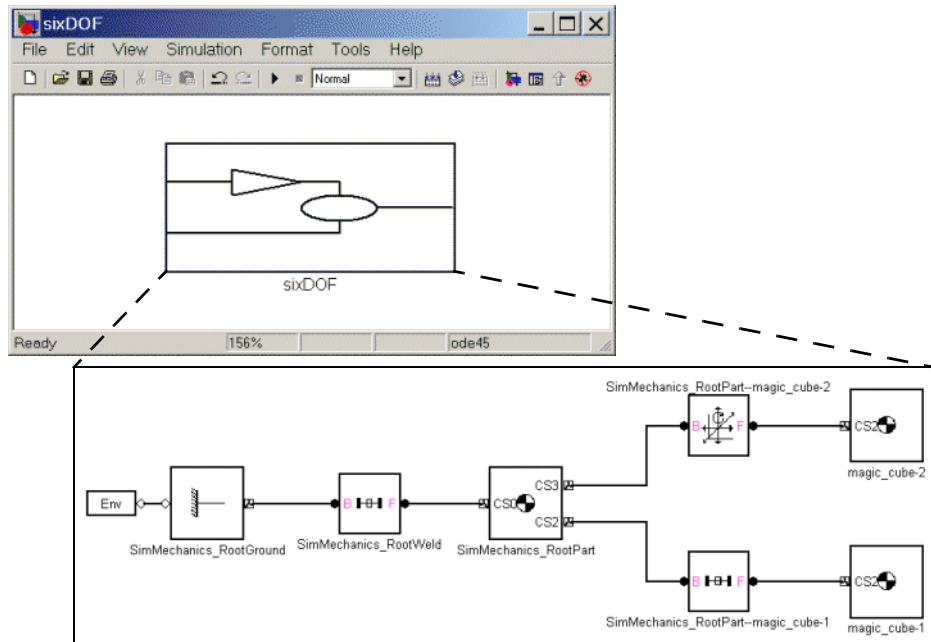 sixDOF
File Edit View Simulation Format Tools Help
Normal
sixDOF
Ready 156% ode45
SimMechanics_RootPart--magic_cube-2
B F
CS2
magic_cube-2
Env
SimMechanics_RootGround
B F
SimMechanics_RootWeld
CS0
CS3
CS2
SimMechanics_RootPart
B F
SimMechanics_RootPart--magic_cube-1
CS2
magic_cube-1